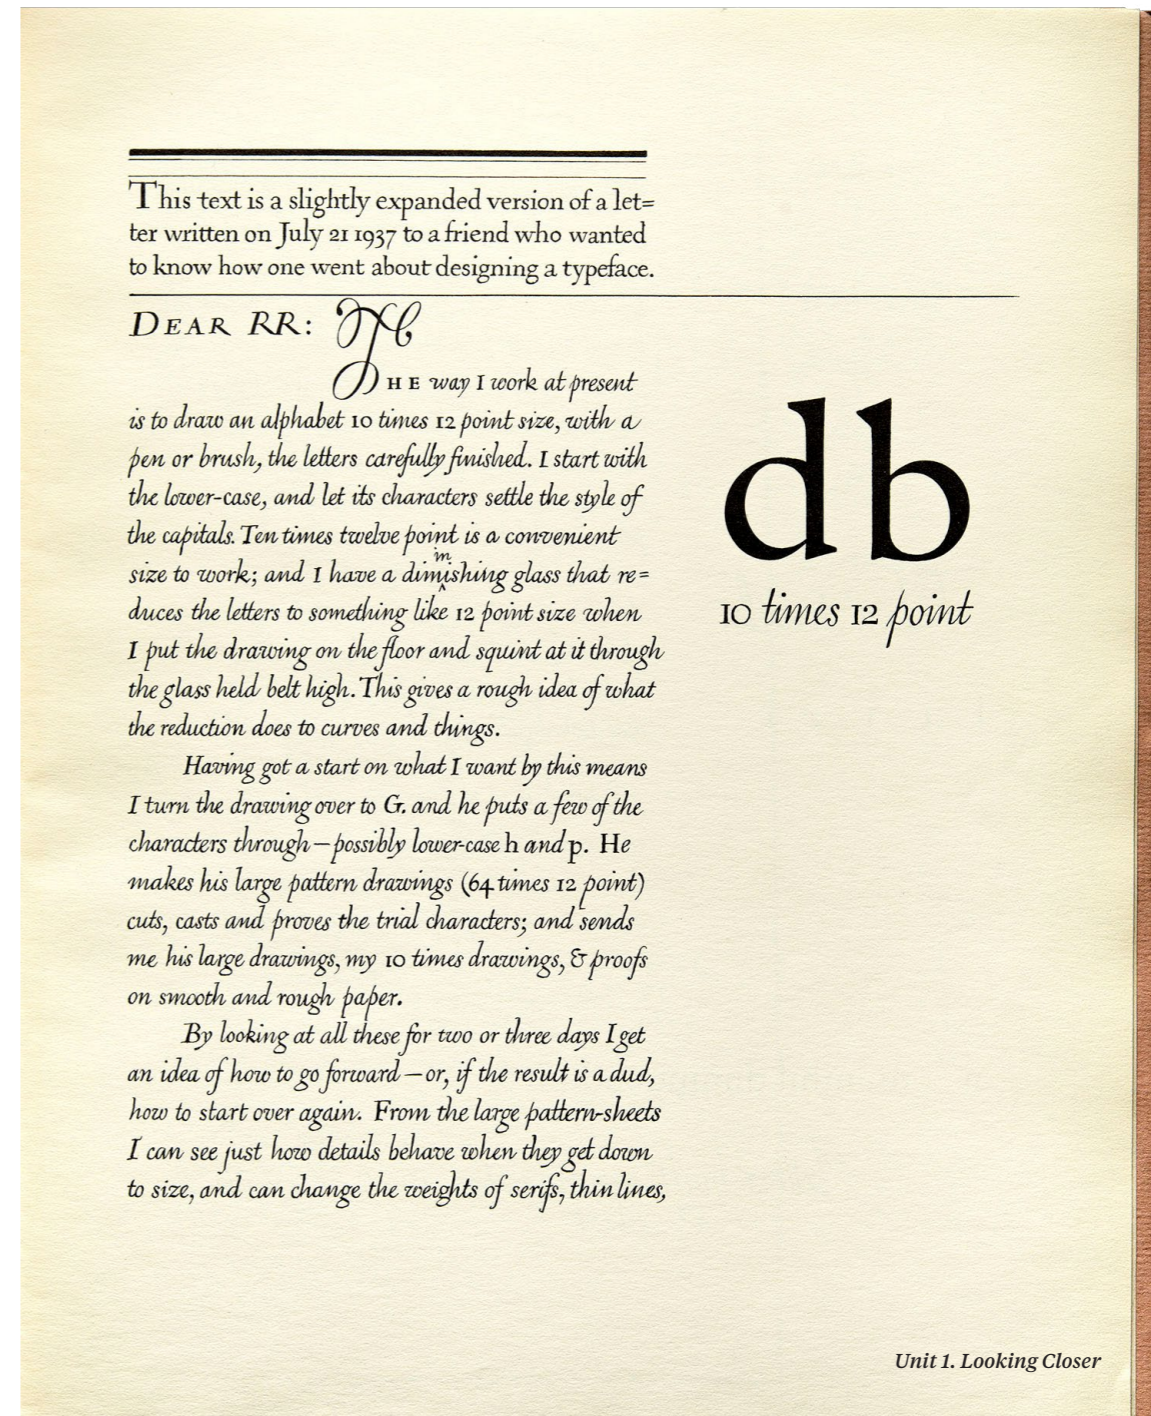 This text is a slightly expanded version of a let=
ter written on July 21 1937 to a friend who wanted
to know how one went about designing a typeface.
DEAR RR:
THE way I work at present
is to draw an alphabet 10 times 12 point size, with a
pen or brush, the letters carefully finished. I start with
the lower-case, and let its characters settle the style of
the capitals. Ten times twelve point is a convenient
in
size to work; and I have a dimishing glass that re=
duces the letters to something like 12 point size when
I put the drawing on the floor and squint at it through
the glass held belt high. This gives a rough idea of what
the reduction does to curves and things.
Having got a start on what I want by this means
I turn the drawing over to G. and he puts a few of the
characters through—possibly lower-case h and p. He
makes his large pattern drawings (64 times 12 point)
cuts, casts and proves the trial characters; and sends
me his large drawings, my 10 times drawings, & proofs
on smooth and rough paper.
By looking at all these for two or three days I get
an idea of how to go forward—or, if the result is a dud,
how to start over again. From the large pattern-sheets
I can see just how details behave when they get down
to size, and can change the weights of serifs, thin lines,
db
10 times 12 point
Unit 1. Looking Closer